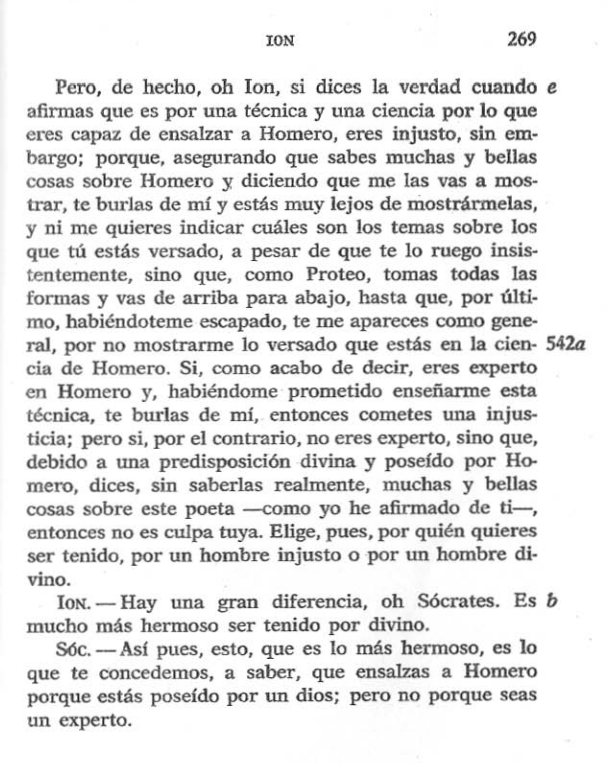 ION 269
Pero, de hecho, oh Ion, si dices la verdad cuando e
afirmas que es por una técnica y una ciencia por lo que
eres capaz de ensalzar a Homero, eres injusto, sin em-
bargo; porque, asegurando que sabes muchas y bellas
cosas sobre Homero y diciendo que me las vas a mos-
trar, te burlas de mí y estás muy lejos de mostrármelas,
y ni me quieres indicar cuáles son los temas sobre los
que tú estás versado, a pesar de que te lo ruego insis-
tentemente, sino que, como Proteo, tomas todas las
formas y vas de arriba para abajo, hasta que, por últi-
mo, habiéndoteme escapado, te me apareces como gene-
ral, por no mostrarme lo versado que estás en la cien- 542a
cia de Homero. Si, como acabo de decir, eres experto
en Homero y, habiéndome prometido enseñarme esta
técnica, te burlas de mí, entonces cometes una injus-
ticia; pero si, por el contrario, no eres experto, sino que,
debido a una predisposición divina y poseído por Ho-
mero, dices, sin saberlas realmente, muchas y bellas
cosas sobre este poeta —como yo he afirmado de ti—,
entonces no es culpa tuya. Elige, pues, por quién quieres
ser tenido, por un hombre injusto o por un hombre di-
vino.
ION. — Hay una gran diferencia, oh Sócrates. Es b
mucho más hermoso ser tenido por divino.
Sóc. — Así pues, esto, que es lo más hermoso, es lo
que te concedemos, a saber, que ensalzas a Homero
porque estás poseído por un dios; pero no porque seas
un experto.